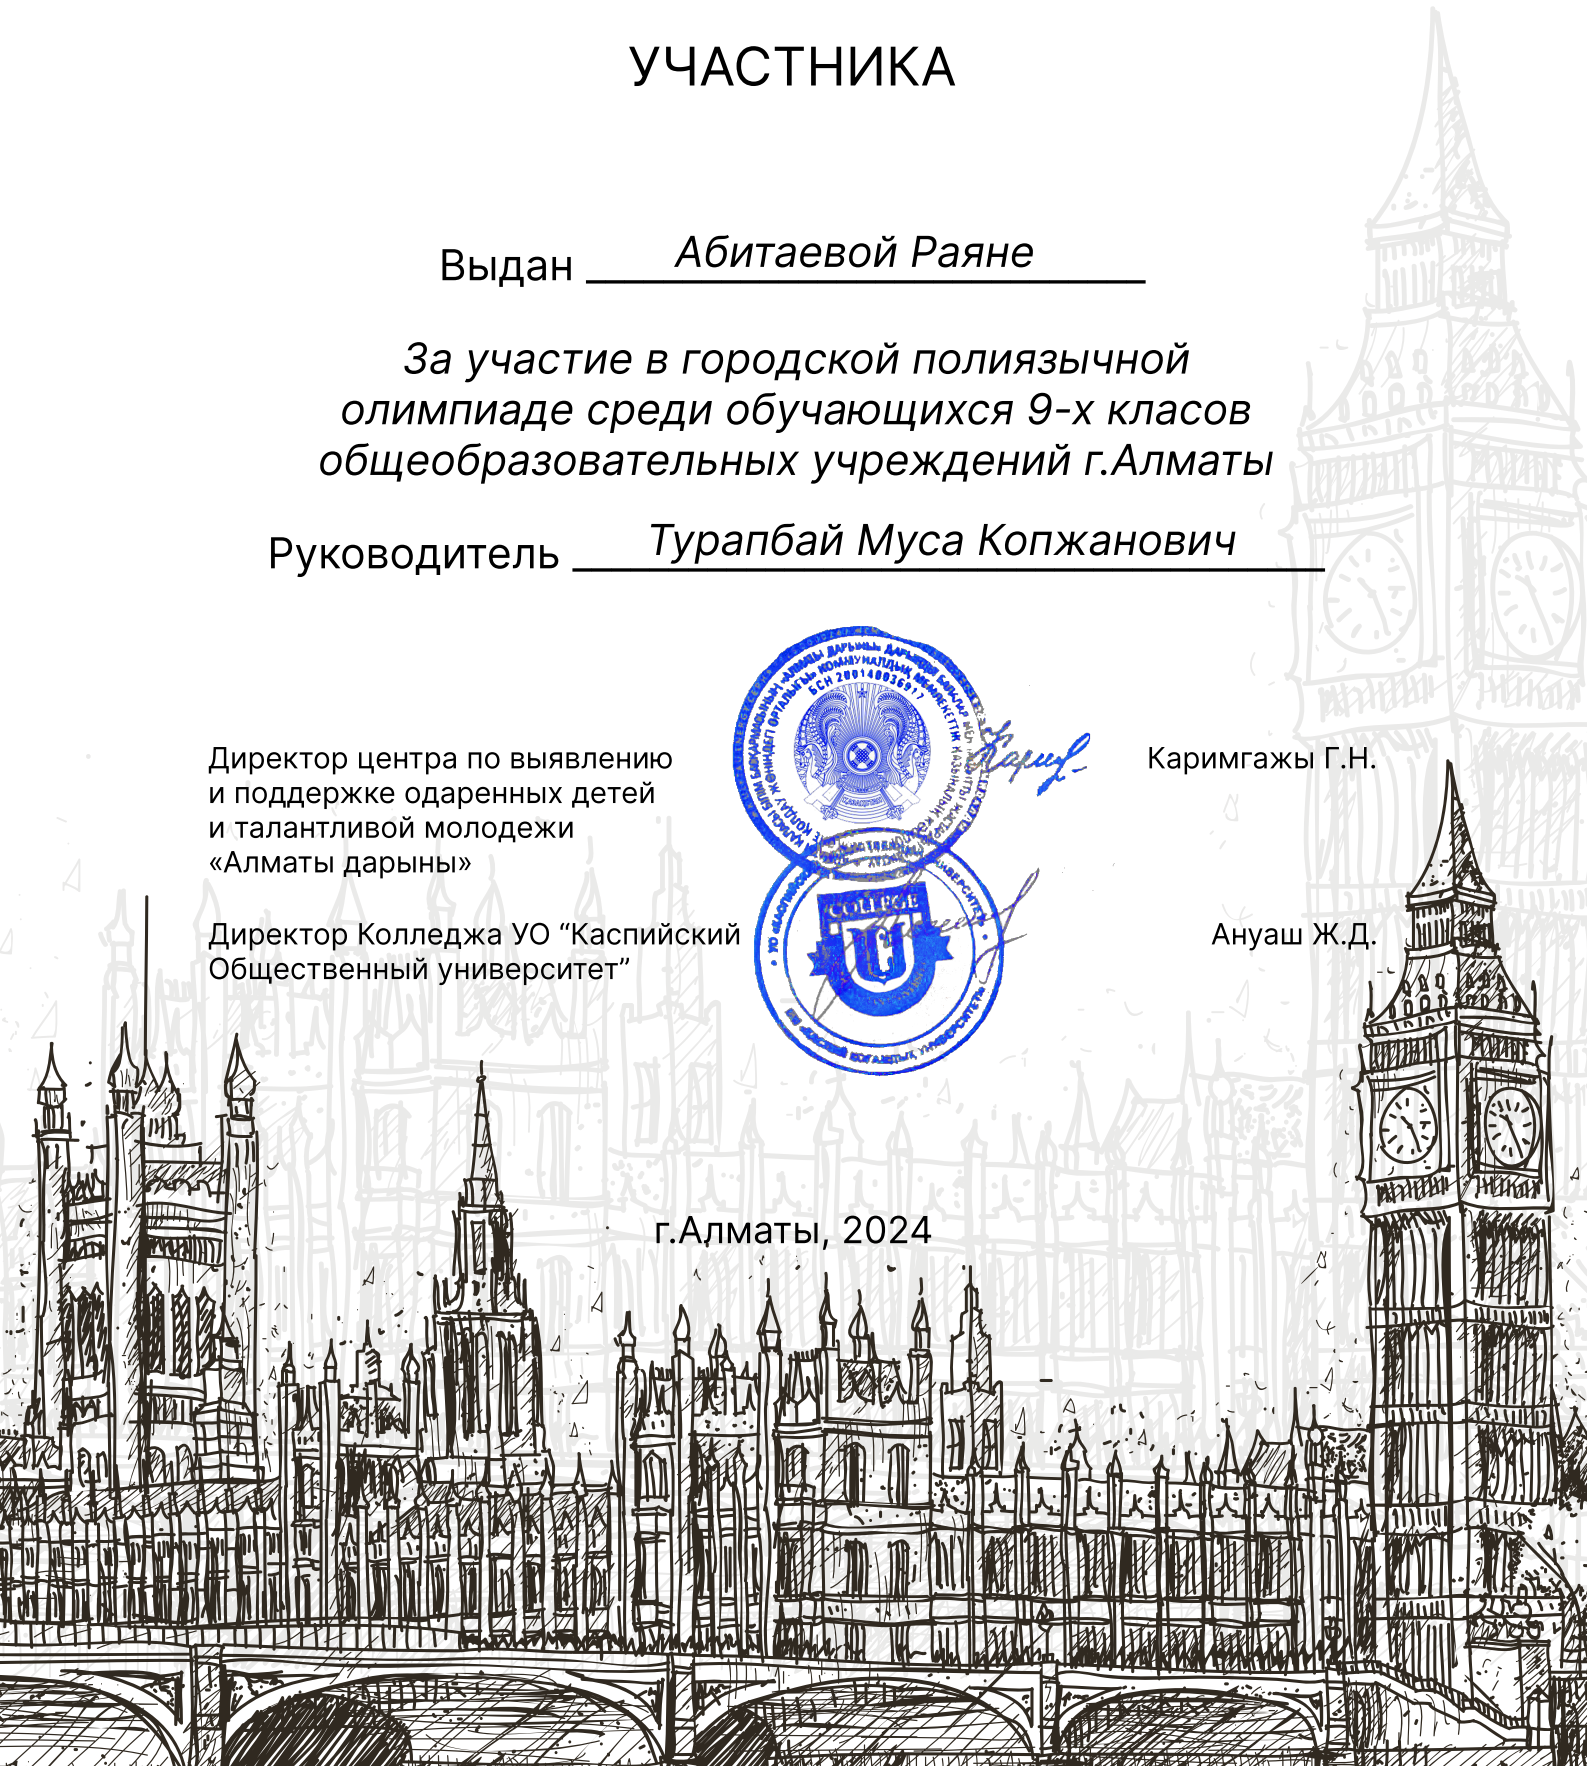 УЧАСТНИКА
Выдан Абитаевой Раяне
За участие в городской полиязычной
олимпиаде среди обучающихся 9-х класов
общеобразовательных учреждений г.Алматы
Руководитель Турапбай Муса Копжанович
БСН 200140036917
Директор центра по выявлению
и поддержке одаренных детей
и талантливой молодежи
«Алматы дарыны»
Каримгажы Г.Н.
COLLEGE
Директор Колледжа УО “Каспийский
Общественный университет”
Ануаш Ж.Д.
г.Алматы, 2024